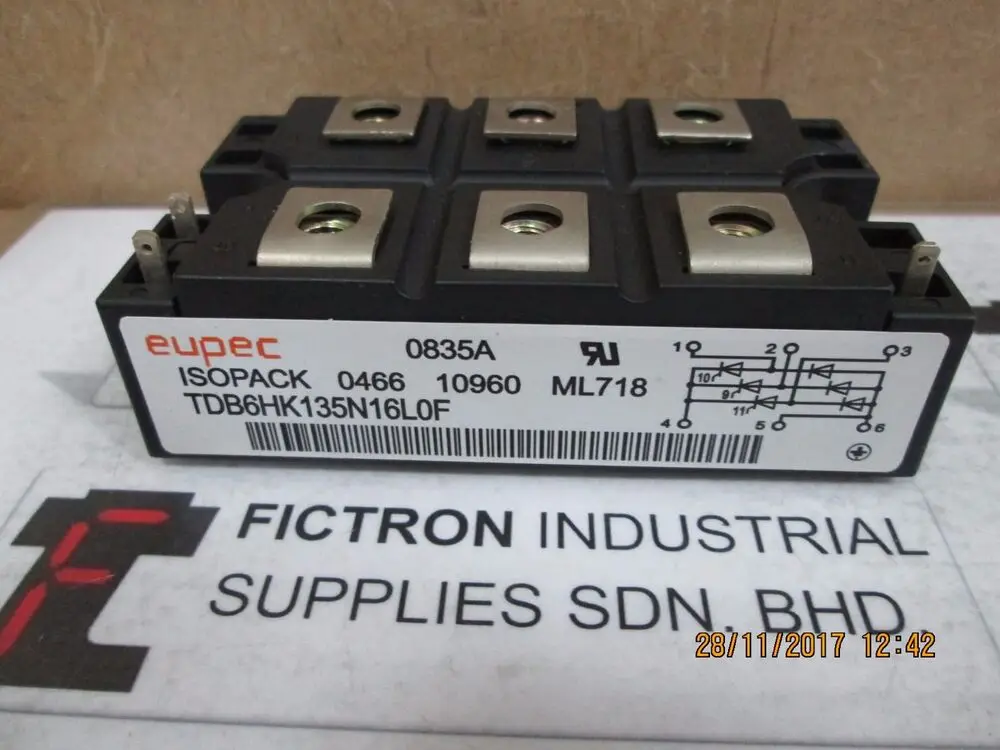 eupec 0835A
ISOPACK 0466 10960 ML718
TDB6HK135N16L0F
1 2 3
10
9
11
4 5 6
FICTRON INDUSTRIAL
SUPPLIES SDN. BHD.
28/11/2017 12:42